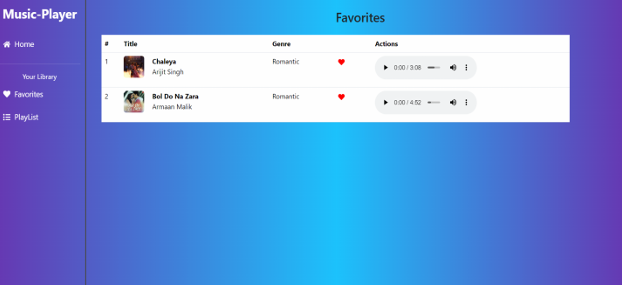 Music-Player
Home
Your Library
Favorites
PlayList
Favorites
# Title Genre Actions
1 Chaleya Romantic 0:00 / 3:08
Arijit Singh
2 Bol Do Na Zara Romantic 0:00 / 4:52
Armaan Malik